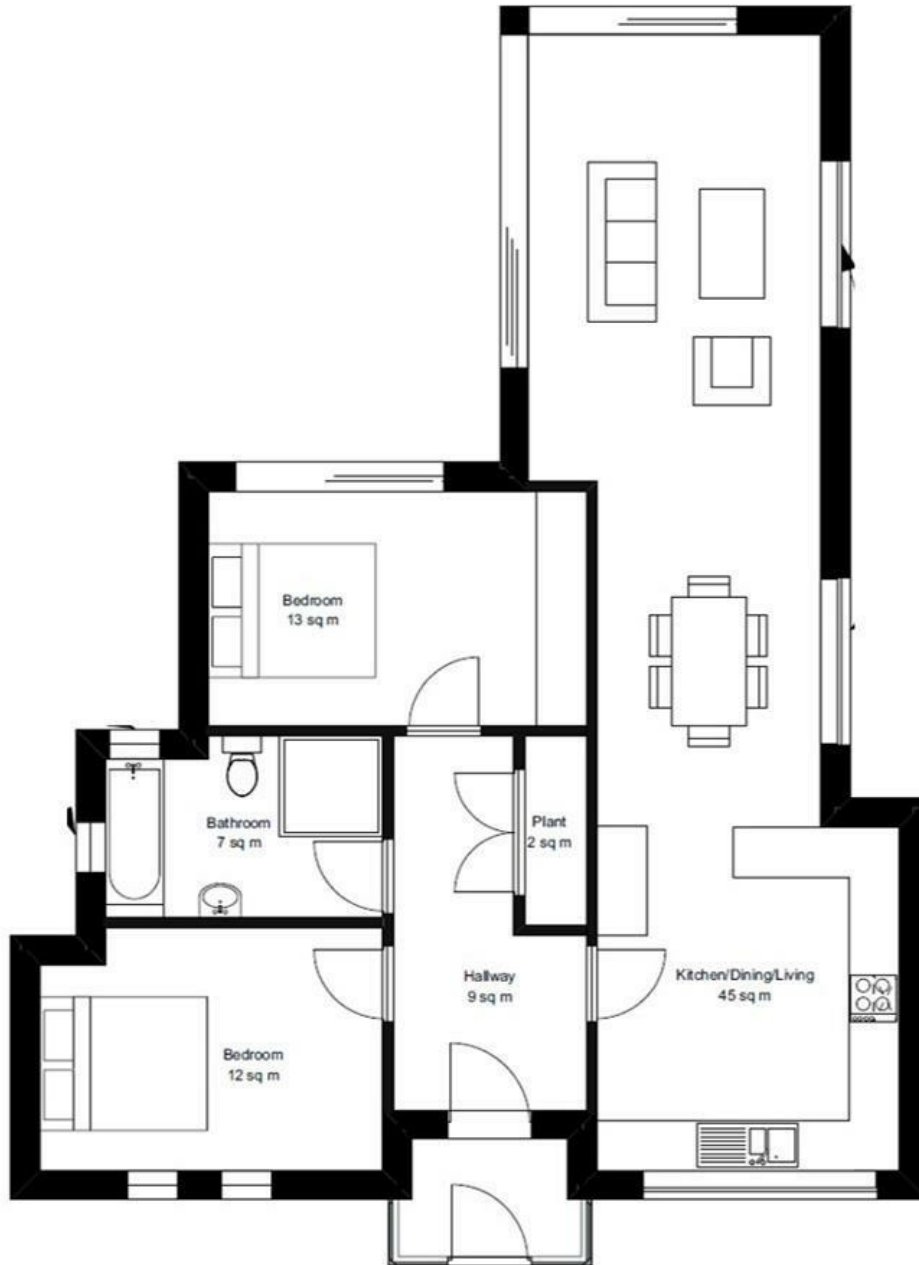 Bedroom
13 sq m
Bathroom
7 sq m
Plant
2 sq m
Hallway
9 sq m
Kitchen/Dining/Living
45 sq m
Bedroom
12 sq m